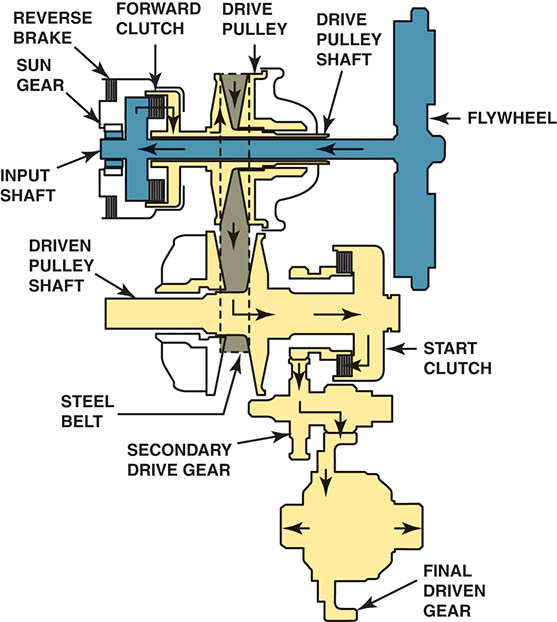 REVERSE
BRAKE
FORWARD
CLUTCH
DRIVE
PULLEY
DRIVE
PULLEY
SHAFT
SUN
GEAR
FLYWHEEL
INPUT
SHAFT
DRIVEN
PULLEY
SHAFT
START
CLUTCH
STEEL
BELT
SECONDARY
DRIVE GEAR
FINAL
DRIVEN
GEAR